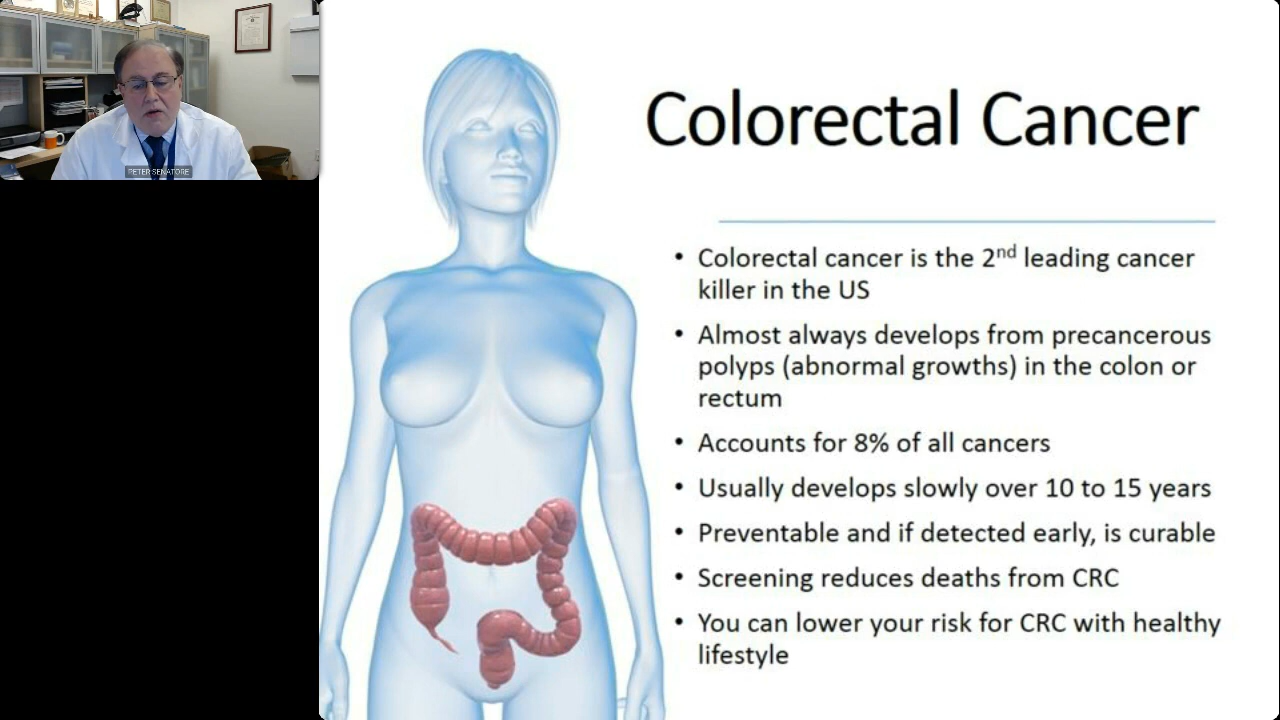 PETER SENATORE
Colorectal Cancer
• Colorectal cancer is the 2nd leading cancer
killer in the US
• Almost always develops from precancerous
polyps (abnormal growths) in the colon or
rectum
• Accounts for 8% of all cancers
• Usually develops slowly over 10 to 15 years
• Preventable and if detected early, is curable
• Screening reduces deaths from CRC
• You can lower your risk for CRC with healthy
lifestyle